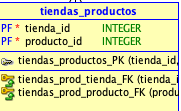 tiendas_productos
PF * tienda_id INTEGER
PF * producto_id INTEGER
tiendas_productos_PK (tienda_id,
tiendas_prod_tienda_FK (tienda_i
tiendas_prod_producto_FK (produ